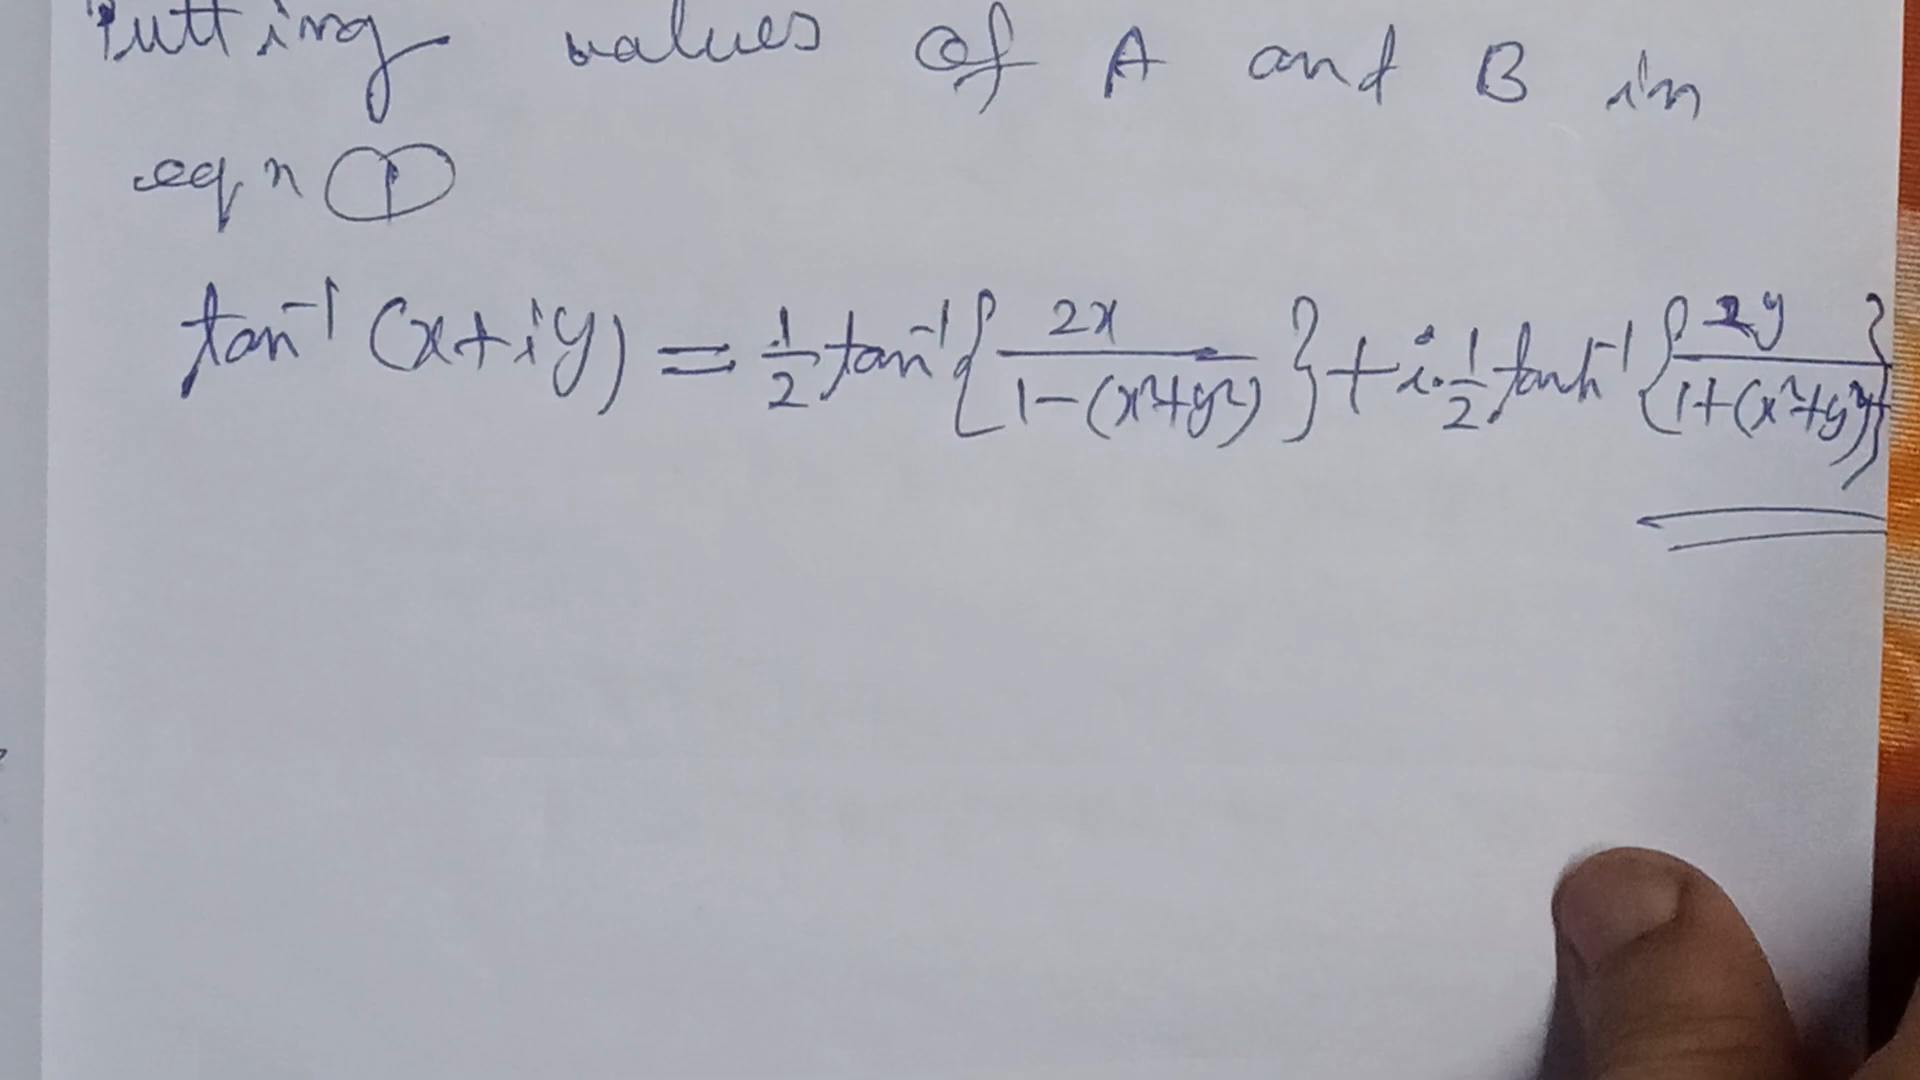 Putting values of A and B in
eqn ①
tan⁻¹ (x+iy) = 1/2 tan⁻¹ {2x / 1-(x²+y²)} + i. 1/2 tanh⁻¹ {2y / 1+(x²+y²)}